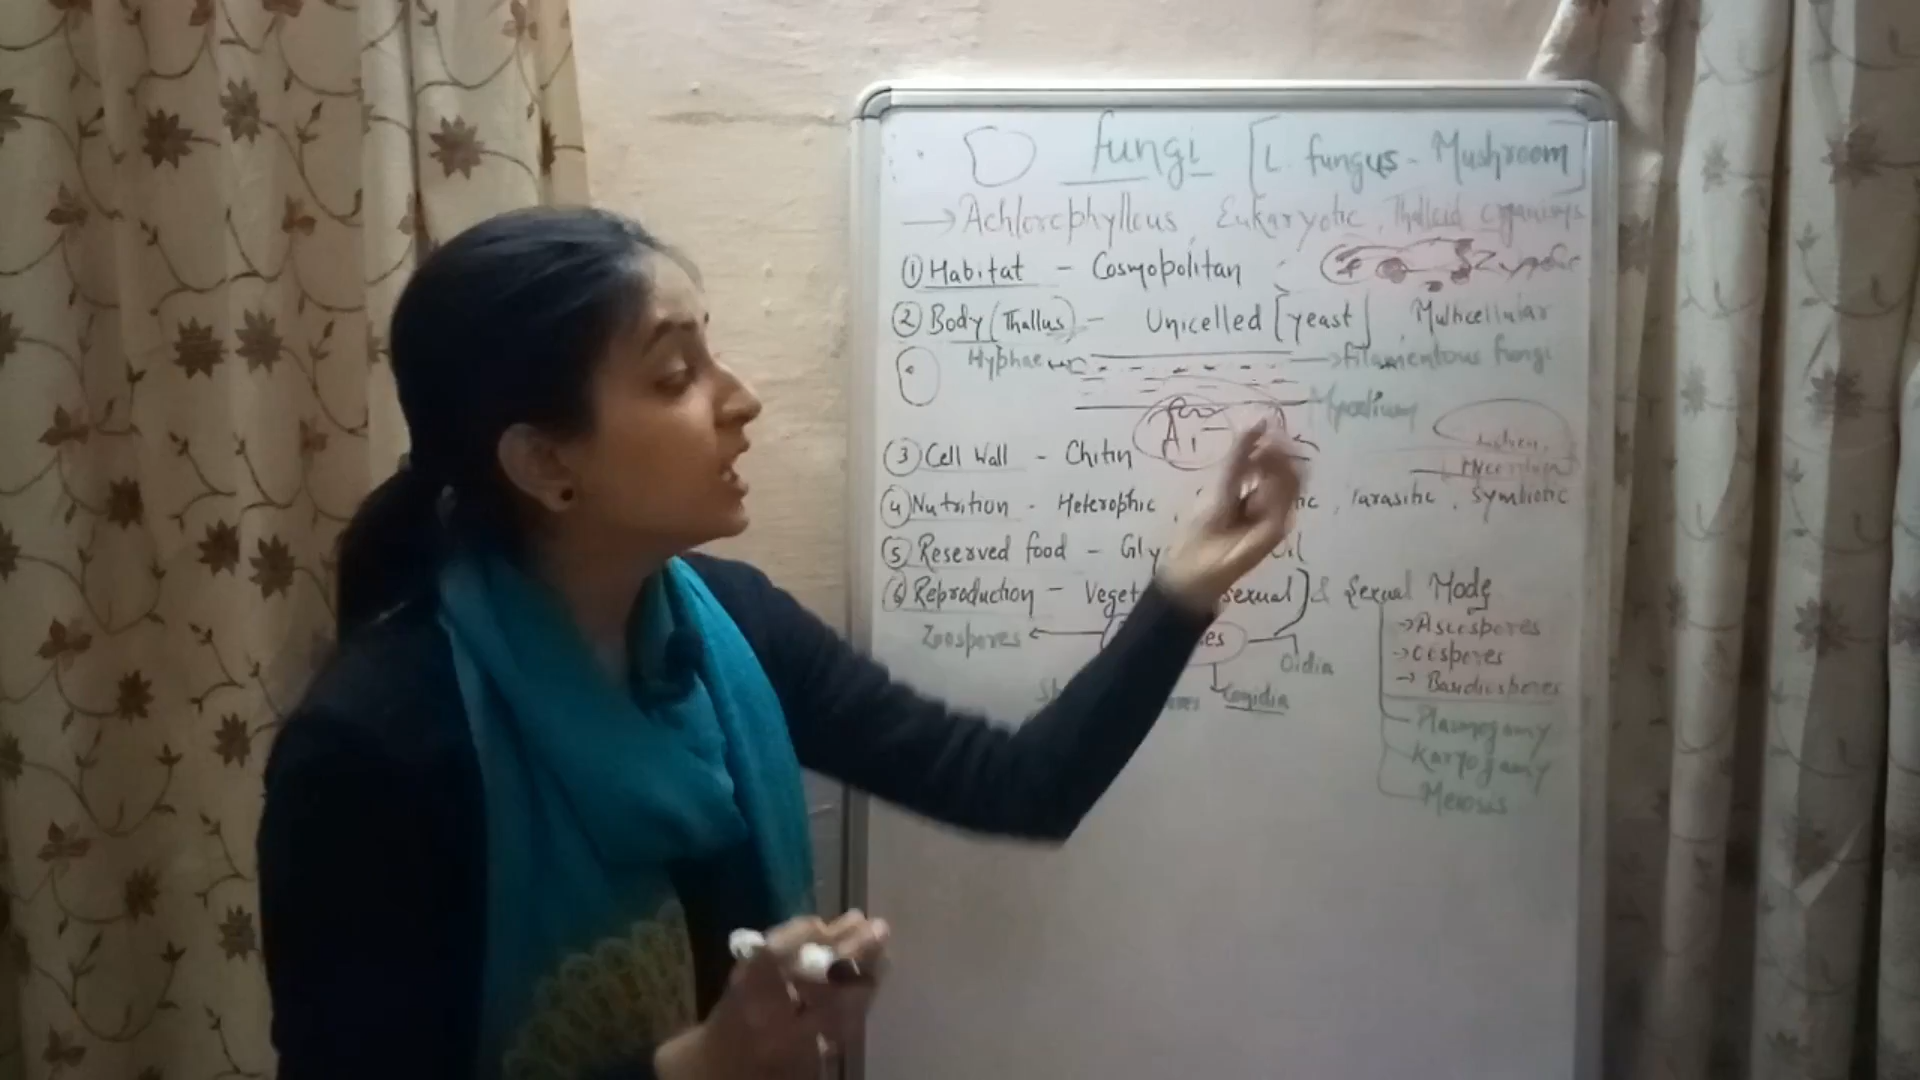 Fungi [L. fungus - Mushroom]
→ Achlorophyllous, Eukaryotic, Thalloid organisms
① Habitat - Cosmopolitan
② Body (Thallus) - Unicelled [yeast] Multicellular
Hyphae → Filamentous fungi
Mycelium
③ Cell Wall - Chitin
Lichen,
④ Nutrition - Heterophic, Parasitic, Symbiotic
⑤ Reserved food - Oil
⑥ Reproduction - & Sexual Mode
Zoospores ←
→ Ascospores
→ Oospores
→ Basidiospores
Oidia
Conidia
Plasmogamy
Karyogamy
Meiosis